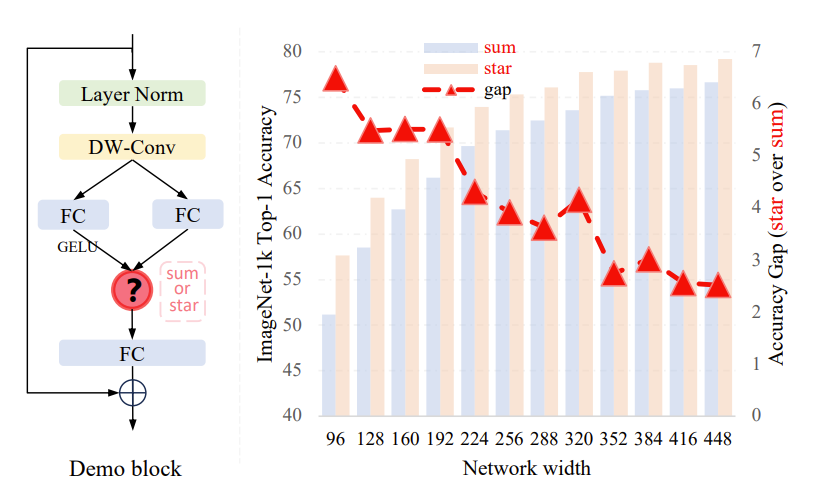 Layer Norm
DW-Conv
FC
FC
GELU
?
sum
or
star
FC
Demo block
sum
star
gap
ImageNet-1k Top-1 Accuracy
80
75
70
65
60
55
50
45
40
7
6
5
4
3
2
1
0
Accuracy Gap (star over sum)
96 128 160 192 224 256 288 320 352 384 416 448
Network width